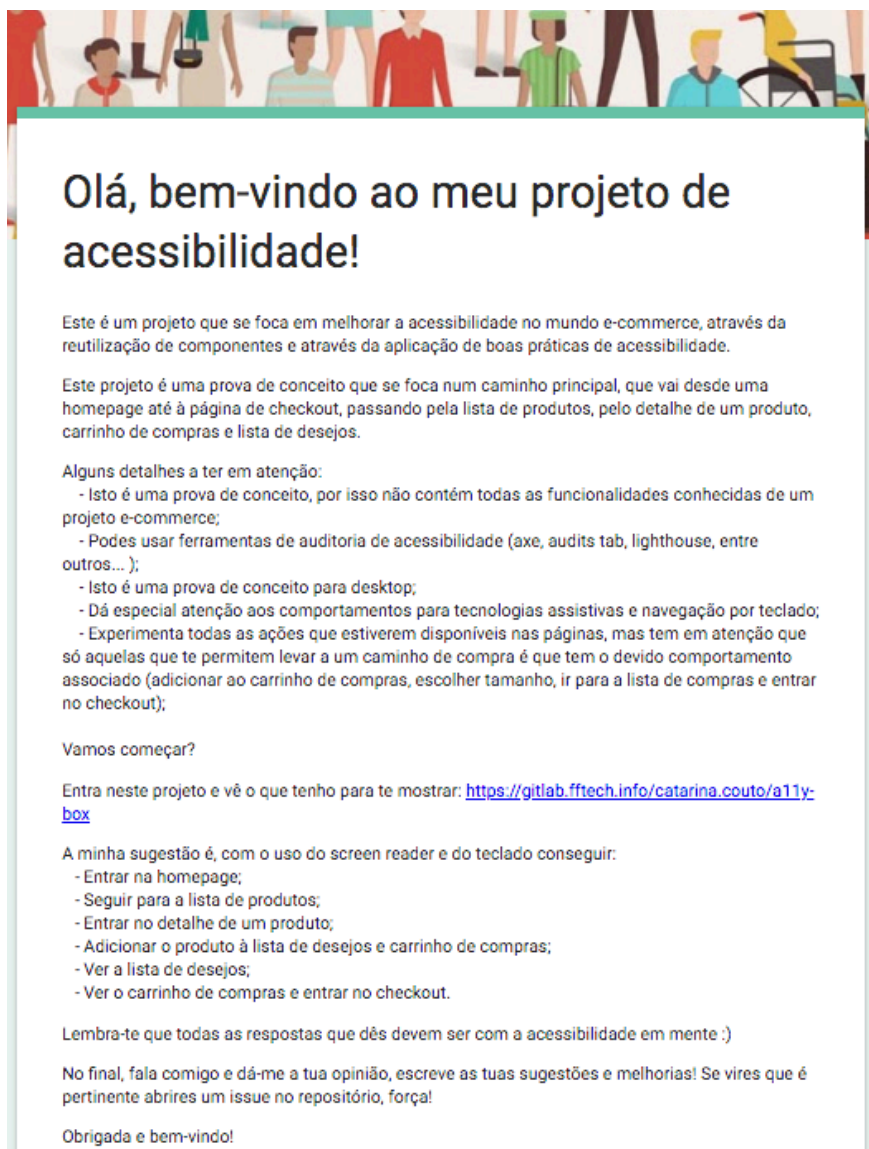 Olá, bem-vindo ao meu projeto de
acessibilidade!
Este é um projeto que se foca em melhorar a acessibilidade no mundo e-commerce, através da
reutilização de componentes e através da aplicação de boas práticas de acessibilidade.
Este projeto é uma prova de conceito que se foca num caminho principal, que vai desde uma
homepage até à página de checkout, passando pela lista de produtos, pelo detalhe de um produto,
carrinho de compras e lista de desejos.
Alguns detalhes a ter em atenção:
- Isto é uma prova de conceito, por isso não contém todas as funcionalidades conhecidas de um
projeto e-commerce;
- Podes usar ferramentas de auditoria de acessibilidade (axe, audits tab, lighthouse, entre
outros... );
- Isto é uma prova de conceito para desktop;
- Dá especial atenção aos comportamentos para tecnologias assistivas e navegação por teclado;
- Experimenta todas as ações que estiverem disponíveis nas páginas, mas tem em atenção que
só aquelas que te permitem levar a um caminho de compra é que tem o devido comportamento
associado (adicionar ao carrinho de compras, escolher tamanho, ir para a lista de compras e entrar
no checkout);
Vamos começar?
Entra neste projeto e vê o que tenho para te mostrar: https://gitlab.fftech.info/catarina.couto/a11y-
box
A minha sugestão é, com o uso do screen reader e do teclado conseguir:
- Entrar na homepage;
- Seguir para a lista de produtos;
- Entrar no detalhe de um produto;
- Adicionar o produto à lista de desejos e carrinho de compras;
- Ver a lista de desejos;
- Ver o carrinho de compras e entrar no checkout.
Lembra-te que todas as respostas que dês devem ser com a acessibilidade em mente :)
No final, fala comigo e dá-me a tua opinião, escreve as tuas sugestões e melhorias! Se vires que é
pertinente abrires um issue no repositório, força!
Obrigada e bem-vindo!